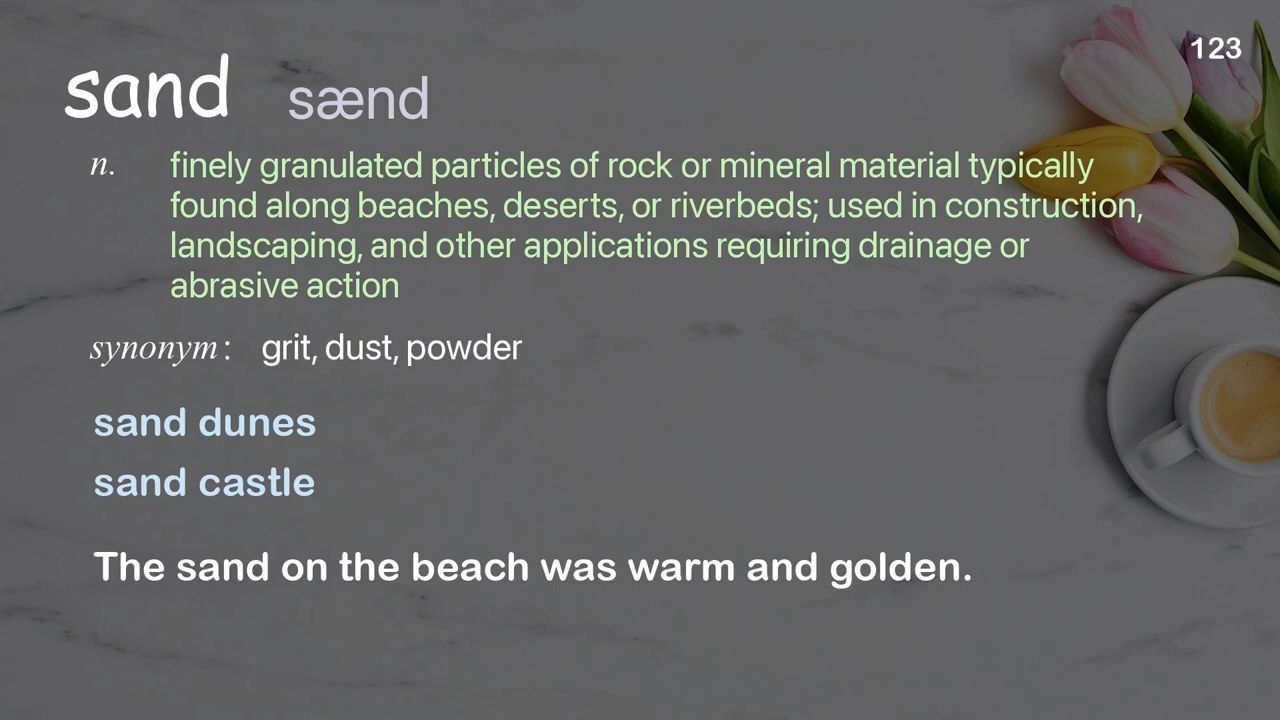 123
sand sænd
n. finely granulated particles of rock or mineral material typically
found along beaches, deserts, or riverbeds; used in construction,
landscaping, and other applications requiring drainage or
abrasive action
synonym: grit, dust, powder
sand dunes
sand castle
The sand on the beach was warm and golden.